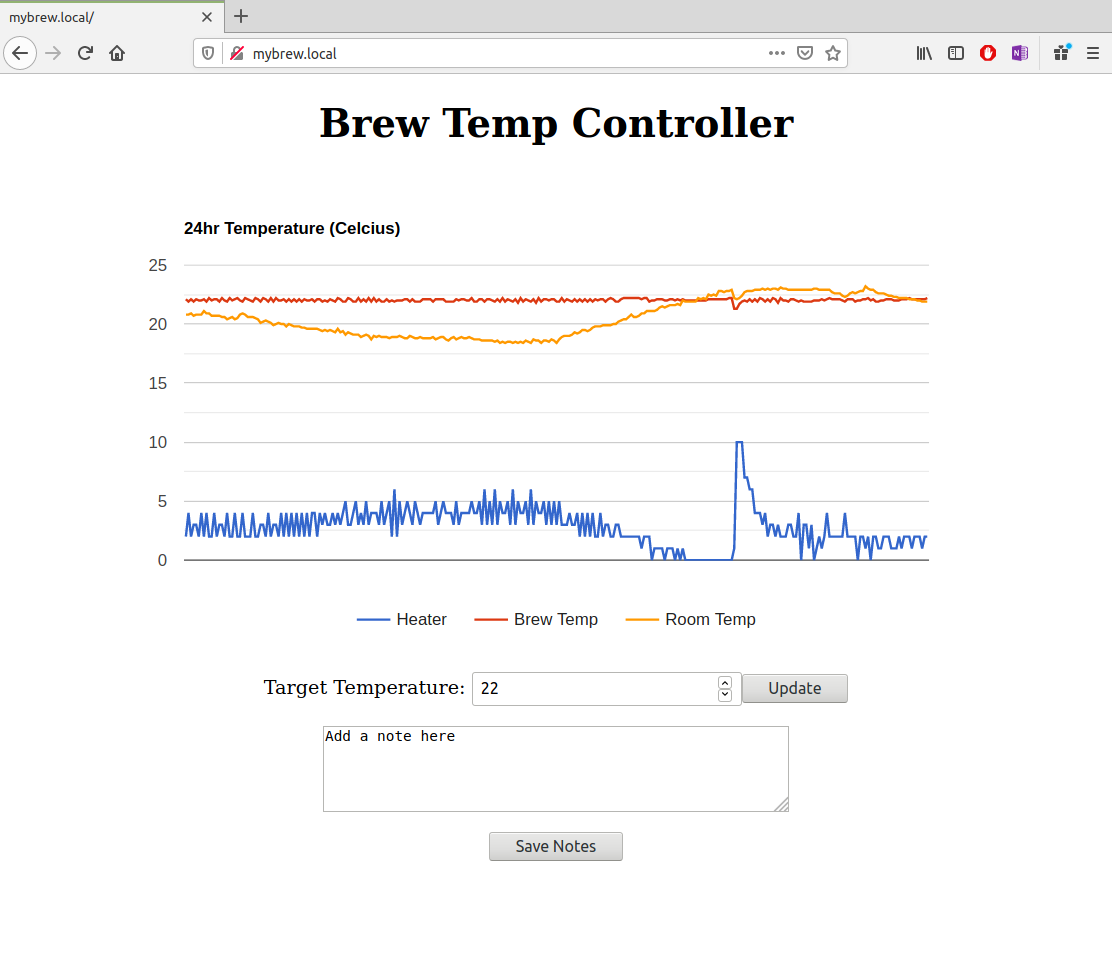 mybrew.local/
mybrew.local
N
Brew Temp Controller
24hr Temperature (Celcius)
25
20
15
10
5
0
Heater Brew Temp Room Temp
Target Temperature: 22 Update
Add a note here
Save Notes